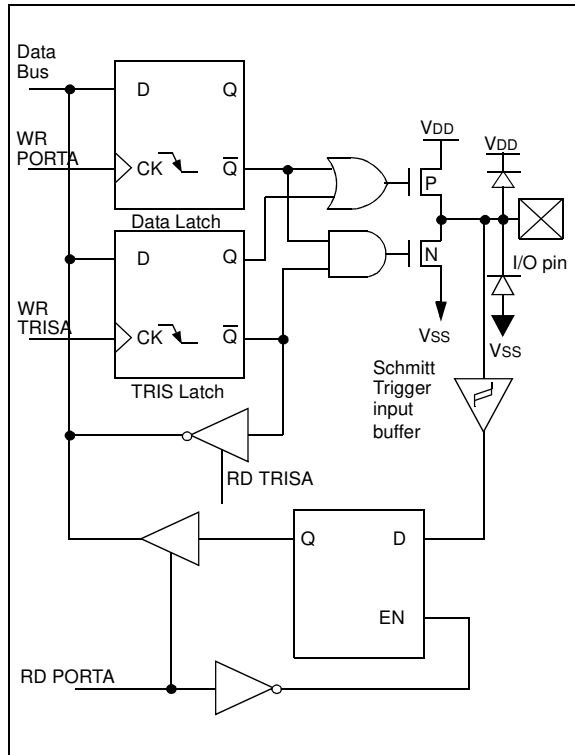 Data
Bus
D
Q
VDD
VDD
WR
PORTA
CK
Q
P
Data Latch
N
I/O pin
D
Q
WR
TRISA
CK
Q
VSS
VSS
TRIS Latch
Schmitt
Trigger
input
buffer
RD TRISA
Q
D
EN
RD PORTA